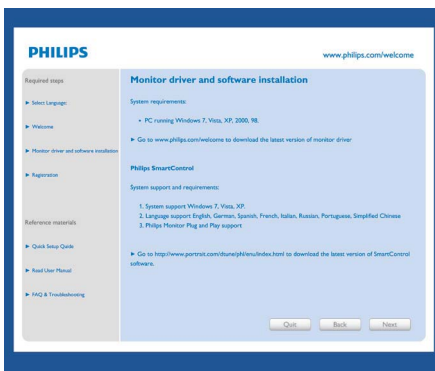 PHILIPS
www.philips.com/welcome
Required steps
► Select Language:
► Welcome
► Monitor driver and software installation
► Registration
Reference materials
► Quick Setup Quide
► Read User Manual
► FAQ & Troubleshooting
Monitor driver and software installation
System requirements:
• PC running Windows 7, Vista, XP, 2000, 98.
► Go to www.philips.com/welcome to download the latest version of monitor driver
Philips SmartControl
System support and requirements:
1. System support Windows 7, Vista, XP.
2. Language support English, German, Spanish, French, Italian, Russian, Portuguese, Simplified Chinese
3. Philips Monitor Plug and Play support
► Go to http://www.portrait.com/dtune/phl/enu/index.html to download the latest version of SmartControl
software.
Quit
Back
Next